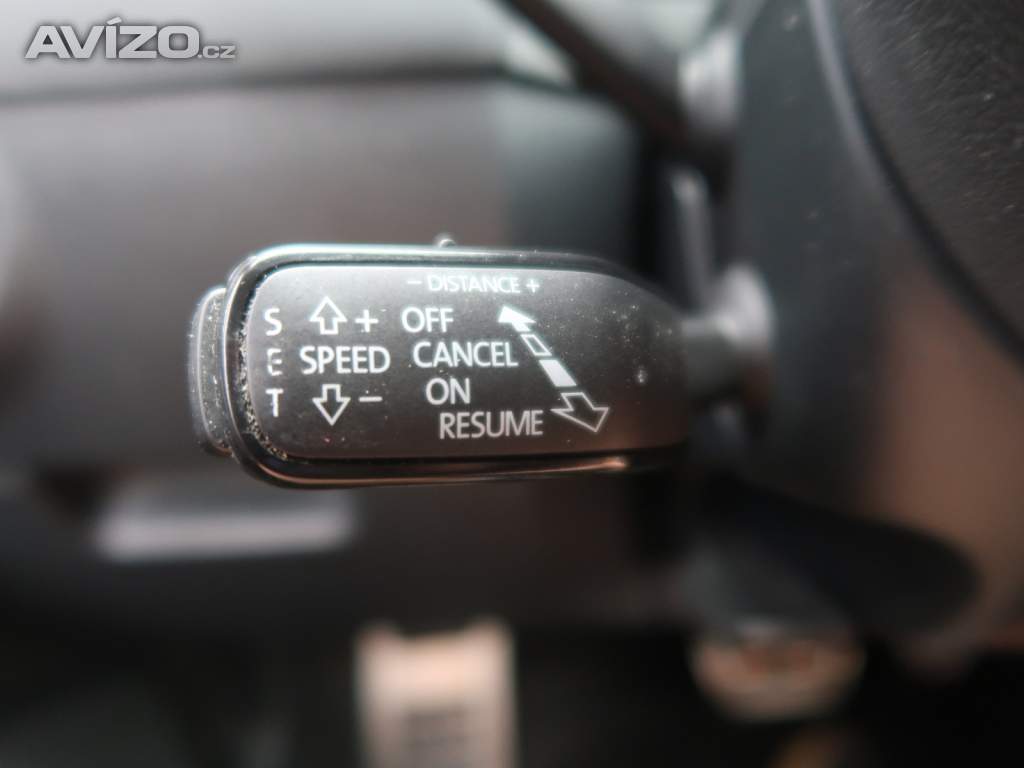 AVÍZO.cz
- DISTANCE +
S + OFF
E SPEED CANCEL
T - ON
RESUME